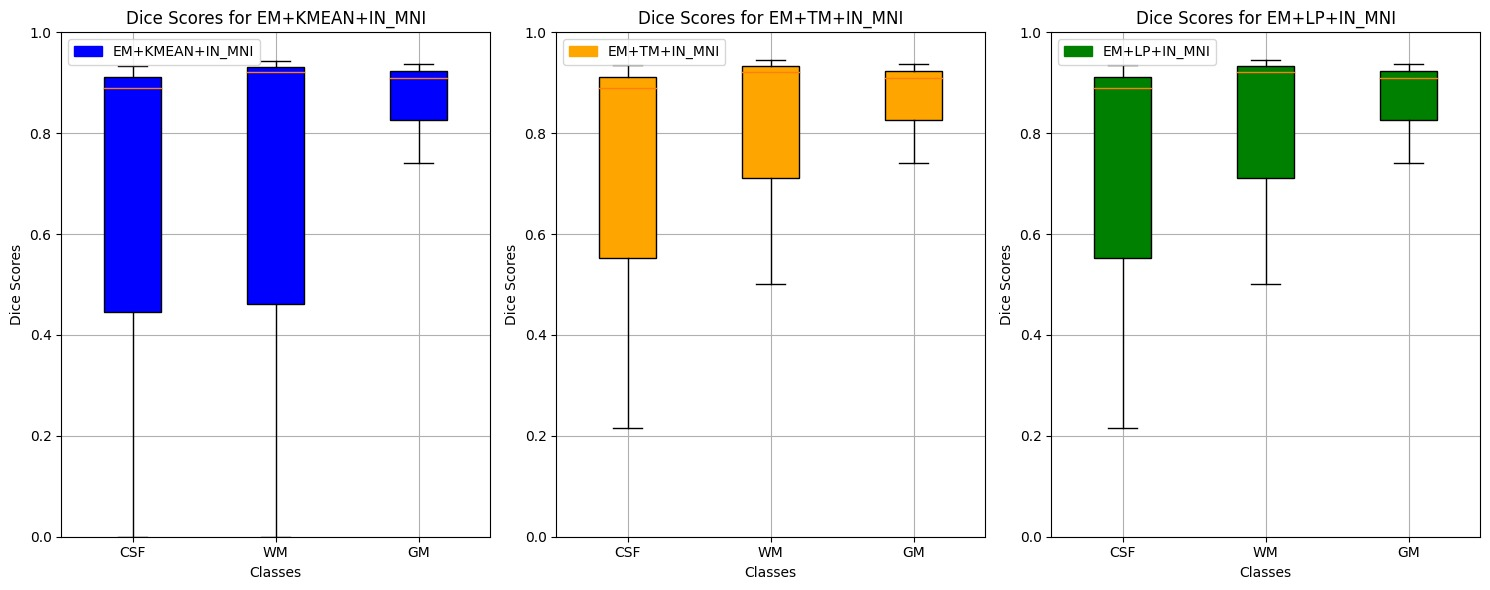 Dice Scores for EM+KMEAN+IN_MNI
EM+KMEAN+IN_MNI
1.0
0.8
0.6
0.4
0.2
0.0
Dice Scores
CSF
WM
GM
Classes
Dice Scores for EM+TM+IN_MNI
EM+TM+IN_MNI
1.0
0.8
0.6
0.4
0.2
0.0
Dice Scores
CSF
WM
GM
Classes
Dice Scores for EM+LP+IN_MNI
EM+LP+IN_MNI
1.0
0.8
0.6
0.4
0.2
0.0
Dice Scores
CSF
WM
GM
Classes